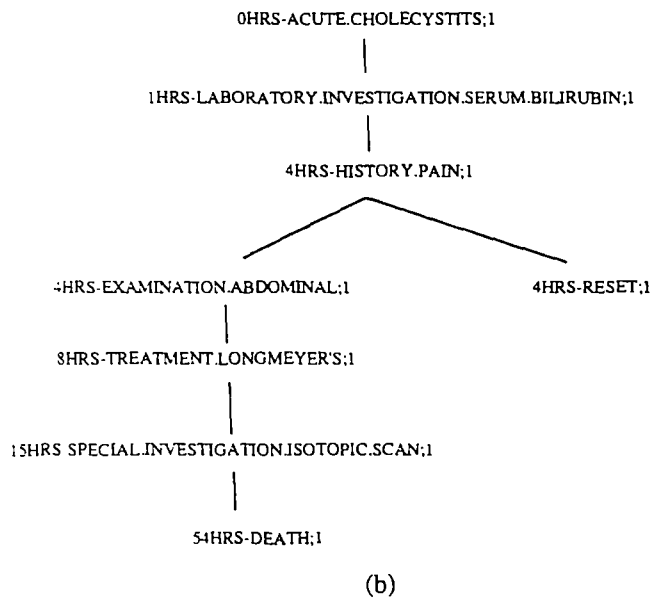 0HRS-ACUTE.CHOLECYSTITS;1
1HRS-LABORATORY.INVESTIGATION.SERUM.BILIRUBIN;1
4HRS-HISTORY.PAIN;1
4HRS-EXAMINATION.ABDOMINAL;1 4HRS-RESET;1
8HRS-TREATMENT.LONGMEYER'S;1
15HRS SPECIAL.INVESTIGATION.ISOTOPIC.SCAN;1
54HRS-DEATH;1
(b)